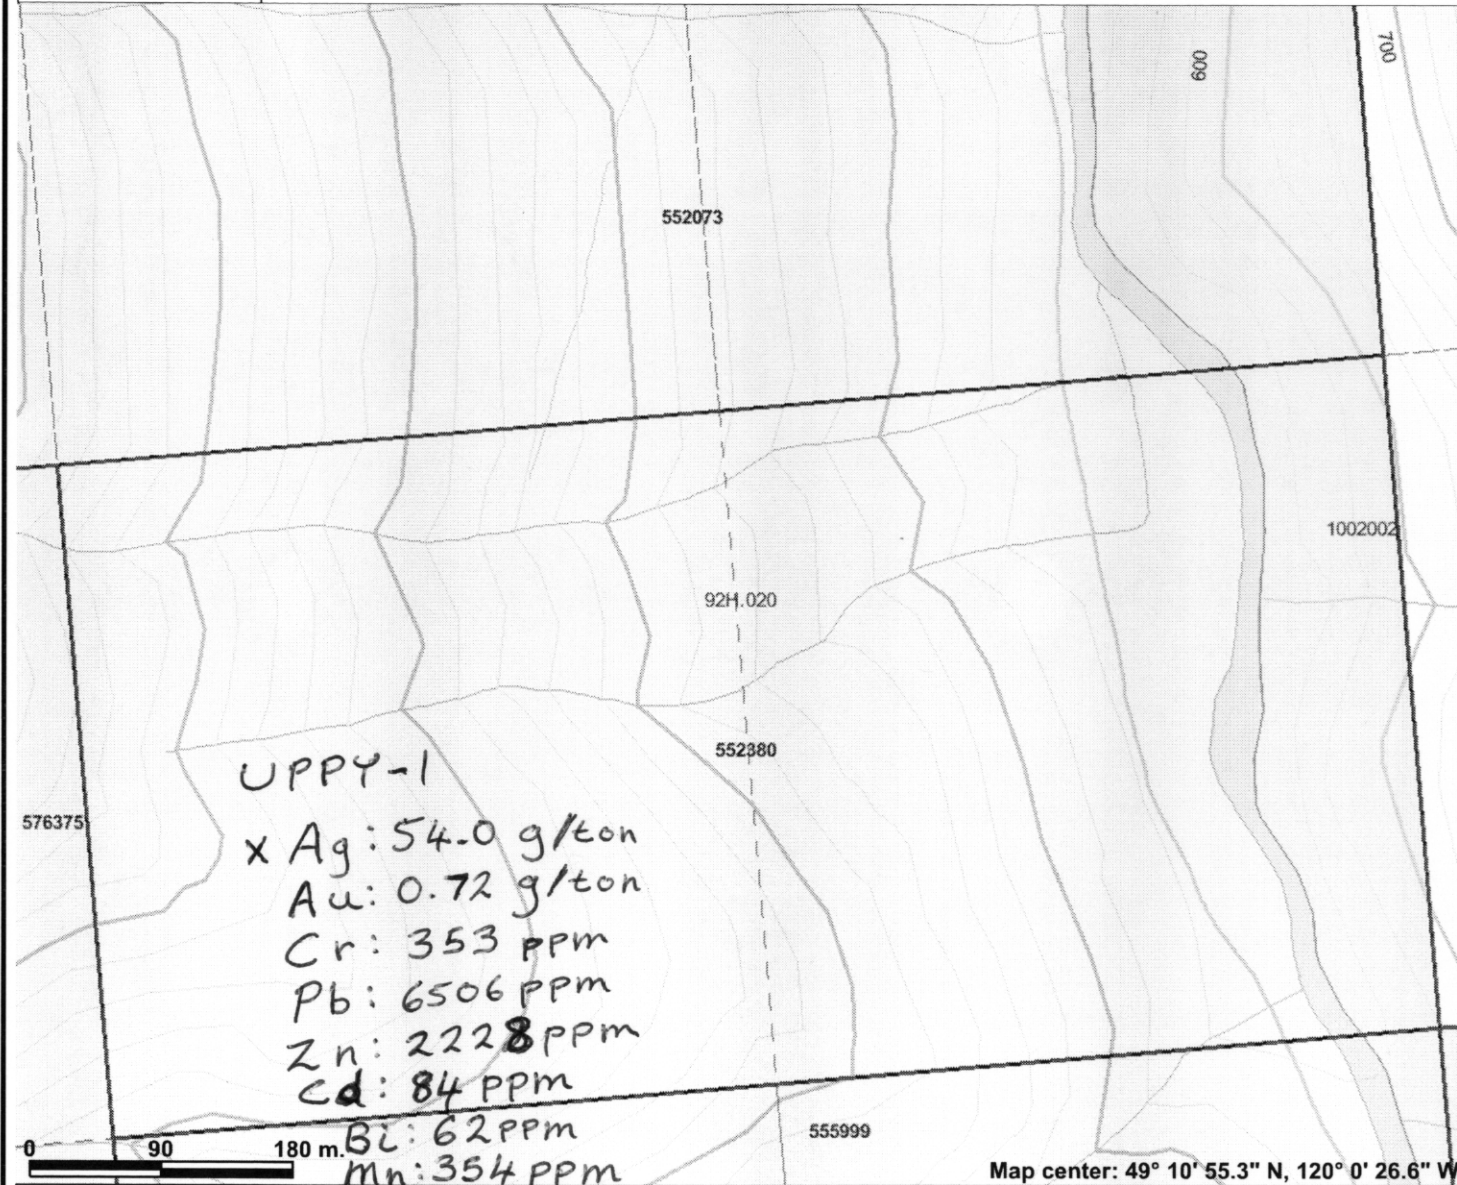 600
700
552073
1002002
92H.020
552380
UPPY-1
576375
x Ag: 54.0 g/ton
Au: 0.72 g/ton
Cr: 353 ppm
Pb: 6506 ppm
Zn: 2228 ppm
Cd: 84 ppm
Bi: 62 ppm
Mn: 354 ppm
555999
0 90 180 m.
Map center: 49° 10' 55.3" N, 120° 0' 26.6" W